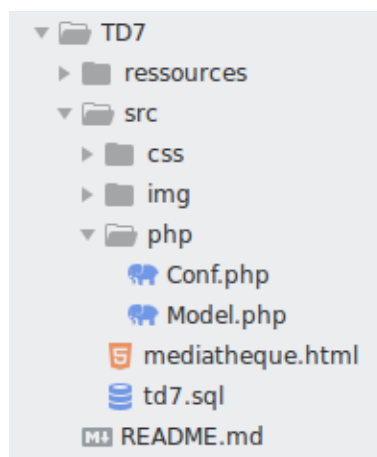 TD7
ressources
src
css
img
php
Conf.php
Model.php
mediatheque.html
td7.sql
M↓ README.md